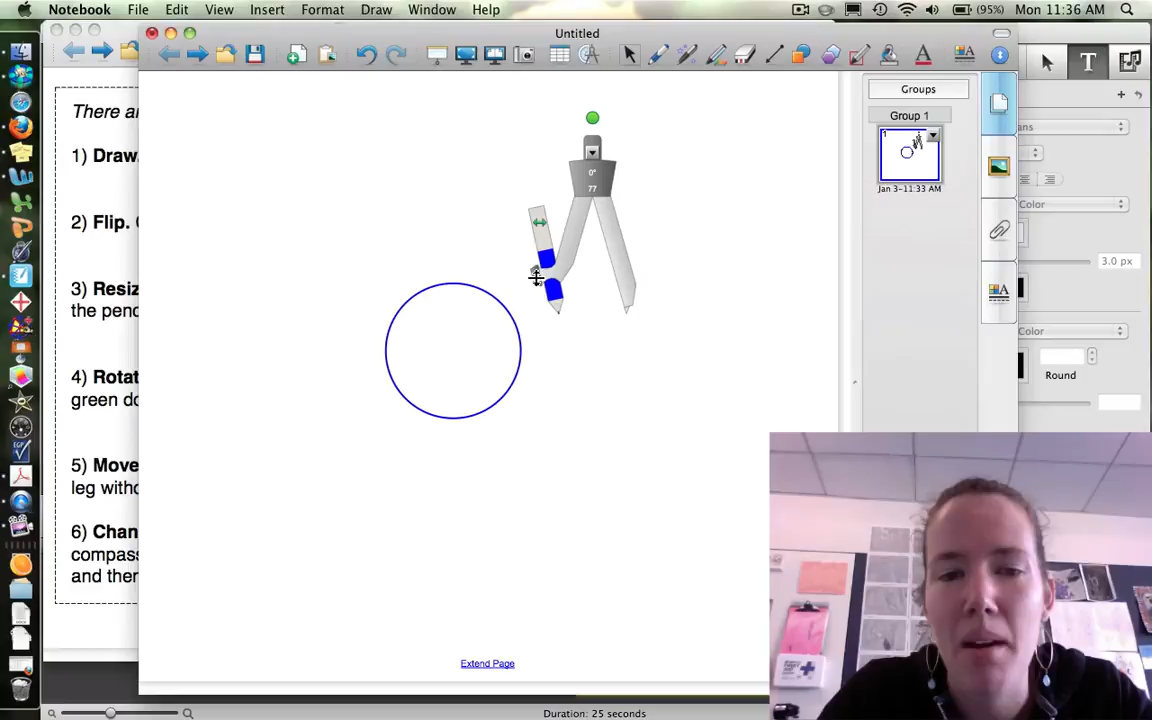 Notebook File Edit View Insert Format Draw Window Help
(95%) Mon 11:36 AM
Untitled
There ar
1) Draw.
2) Flip. C
3) Resiz
the penc
4) Rotat
green do
5) Move
leg witho
6) Chan
compas
and ther
0°
77
Extend Page
Groups
Group 1
1
Jan 3-11:33 AM
T
ans
Color
3.0 px
Color
Round
Duration: 25 seconds